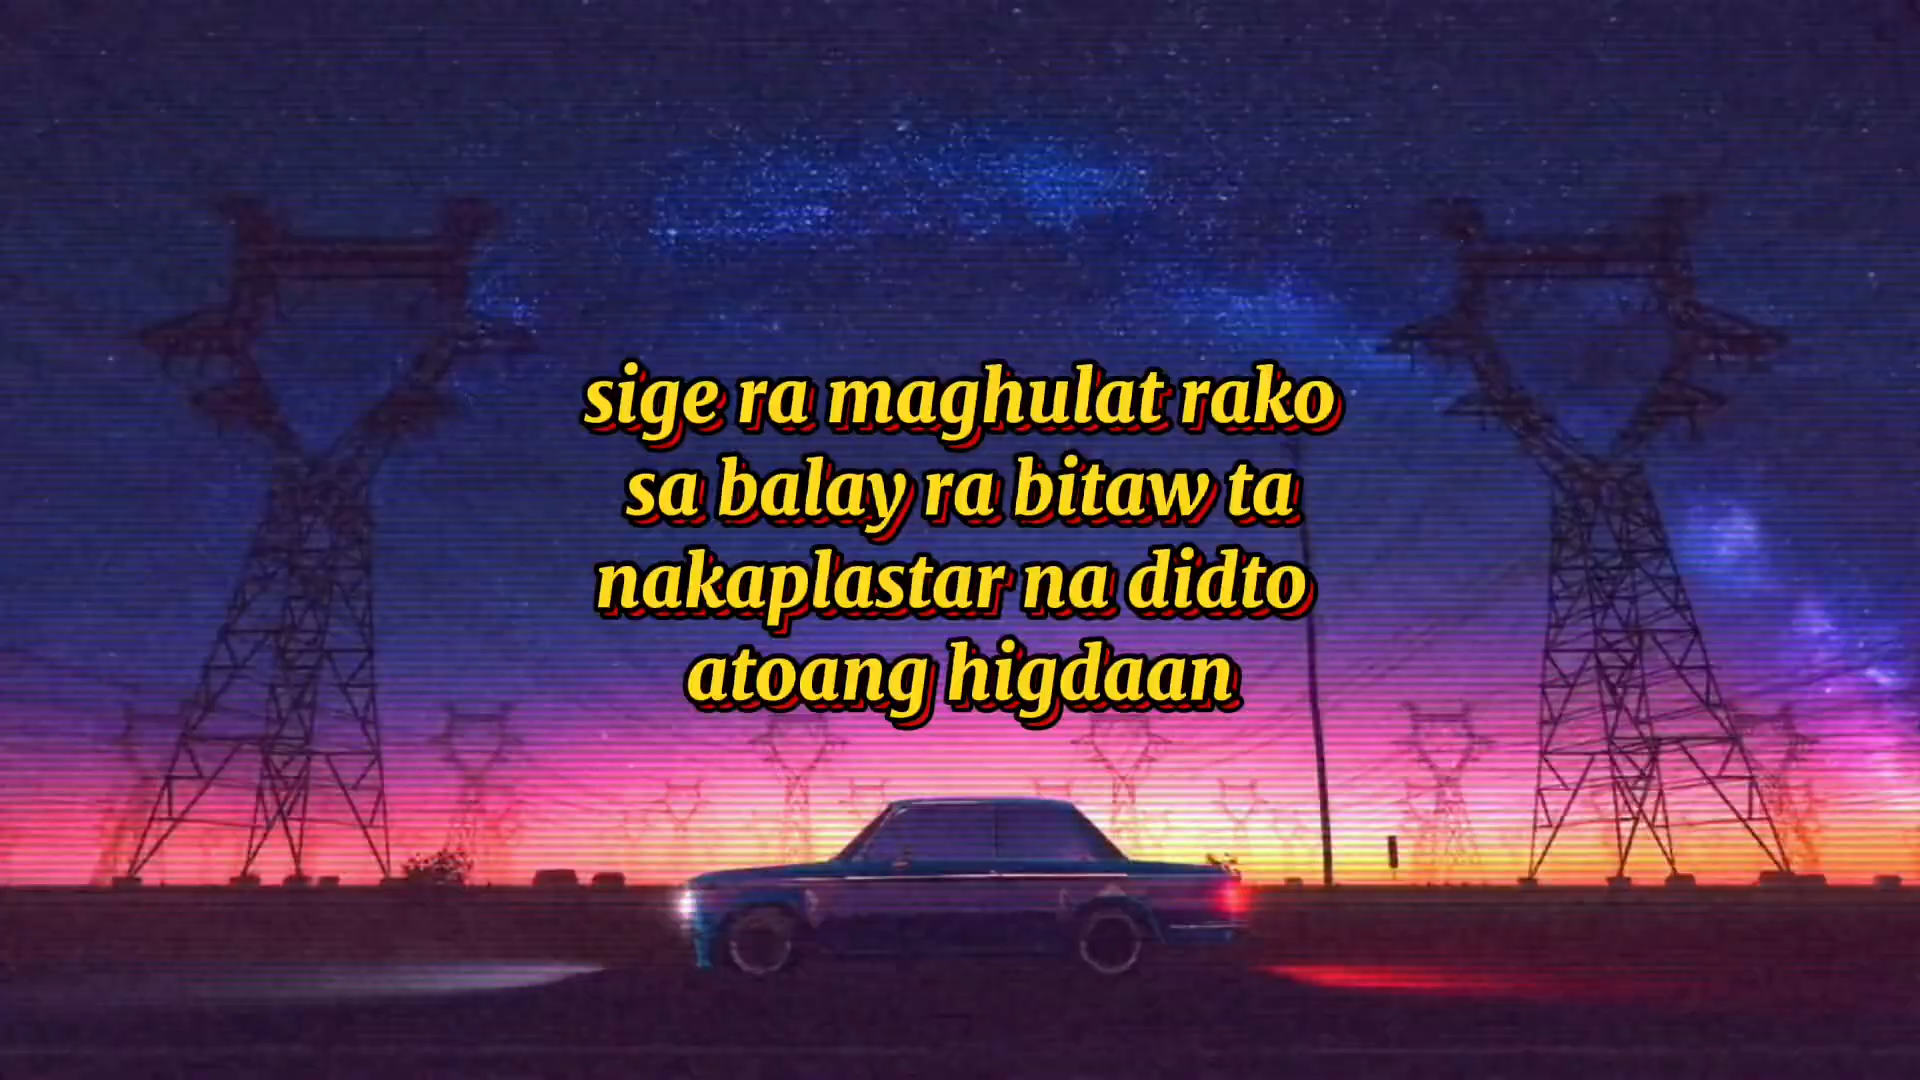 sige ra maghulat rako
sa balay ra bitaw ta
nakaplastar na didto
atoang higdaan